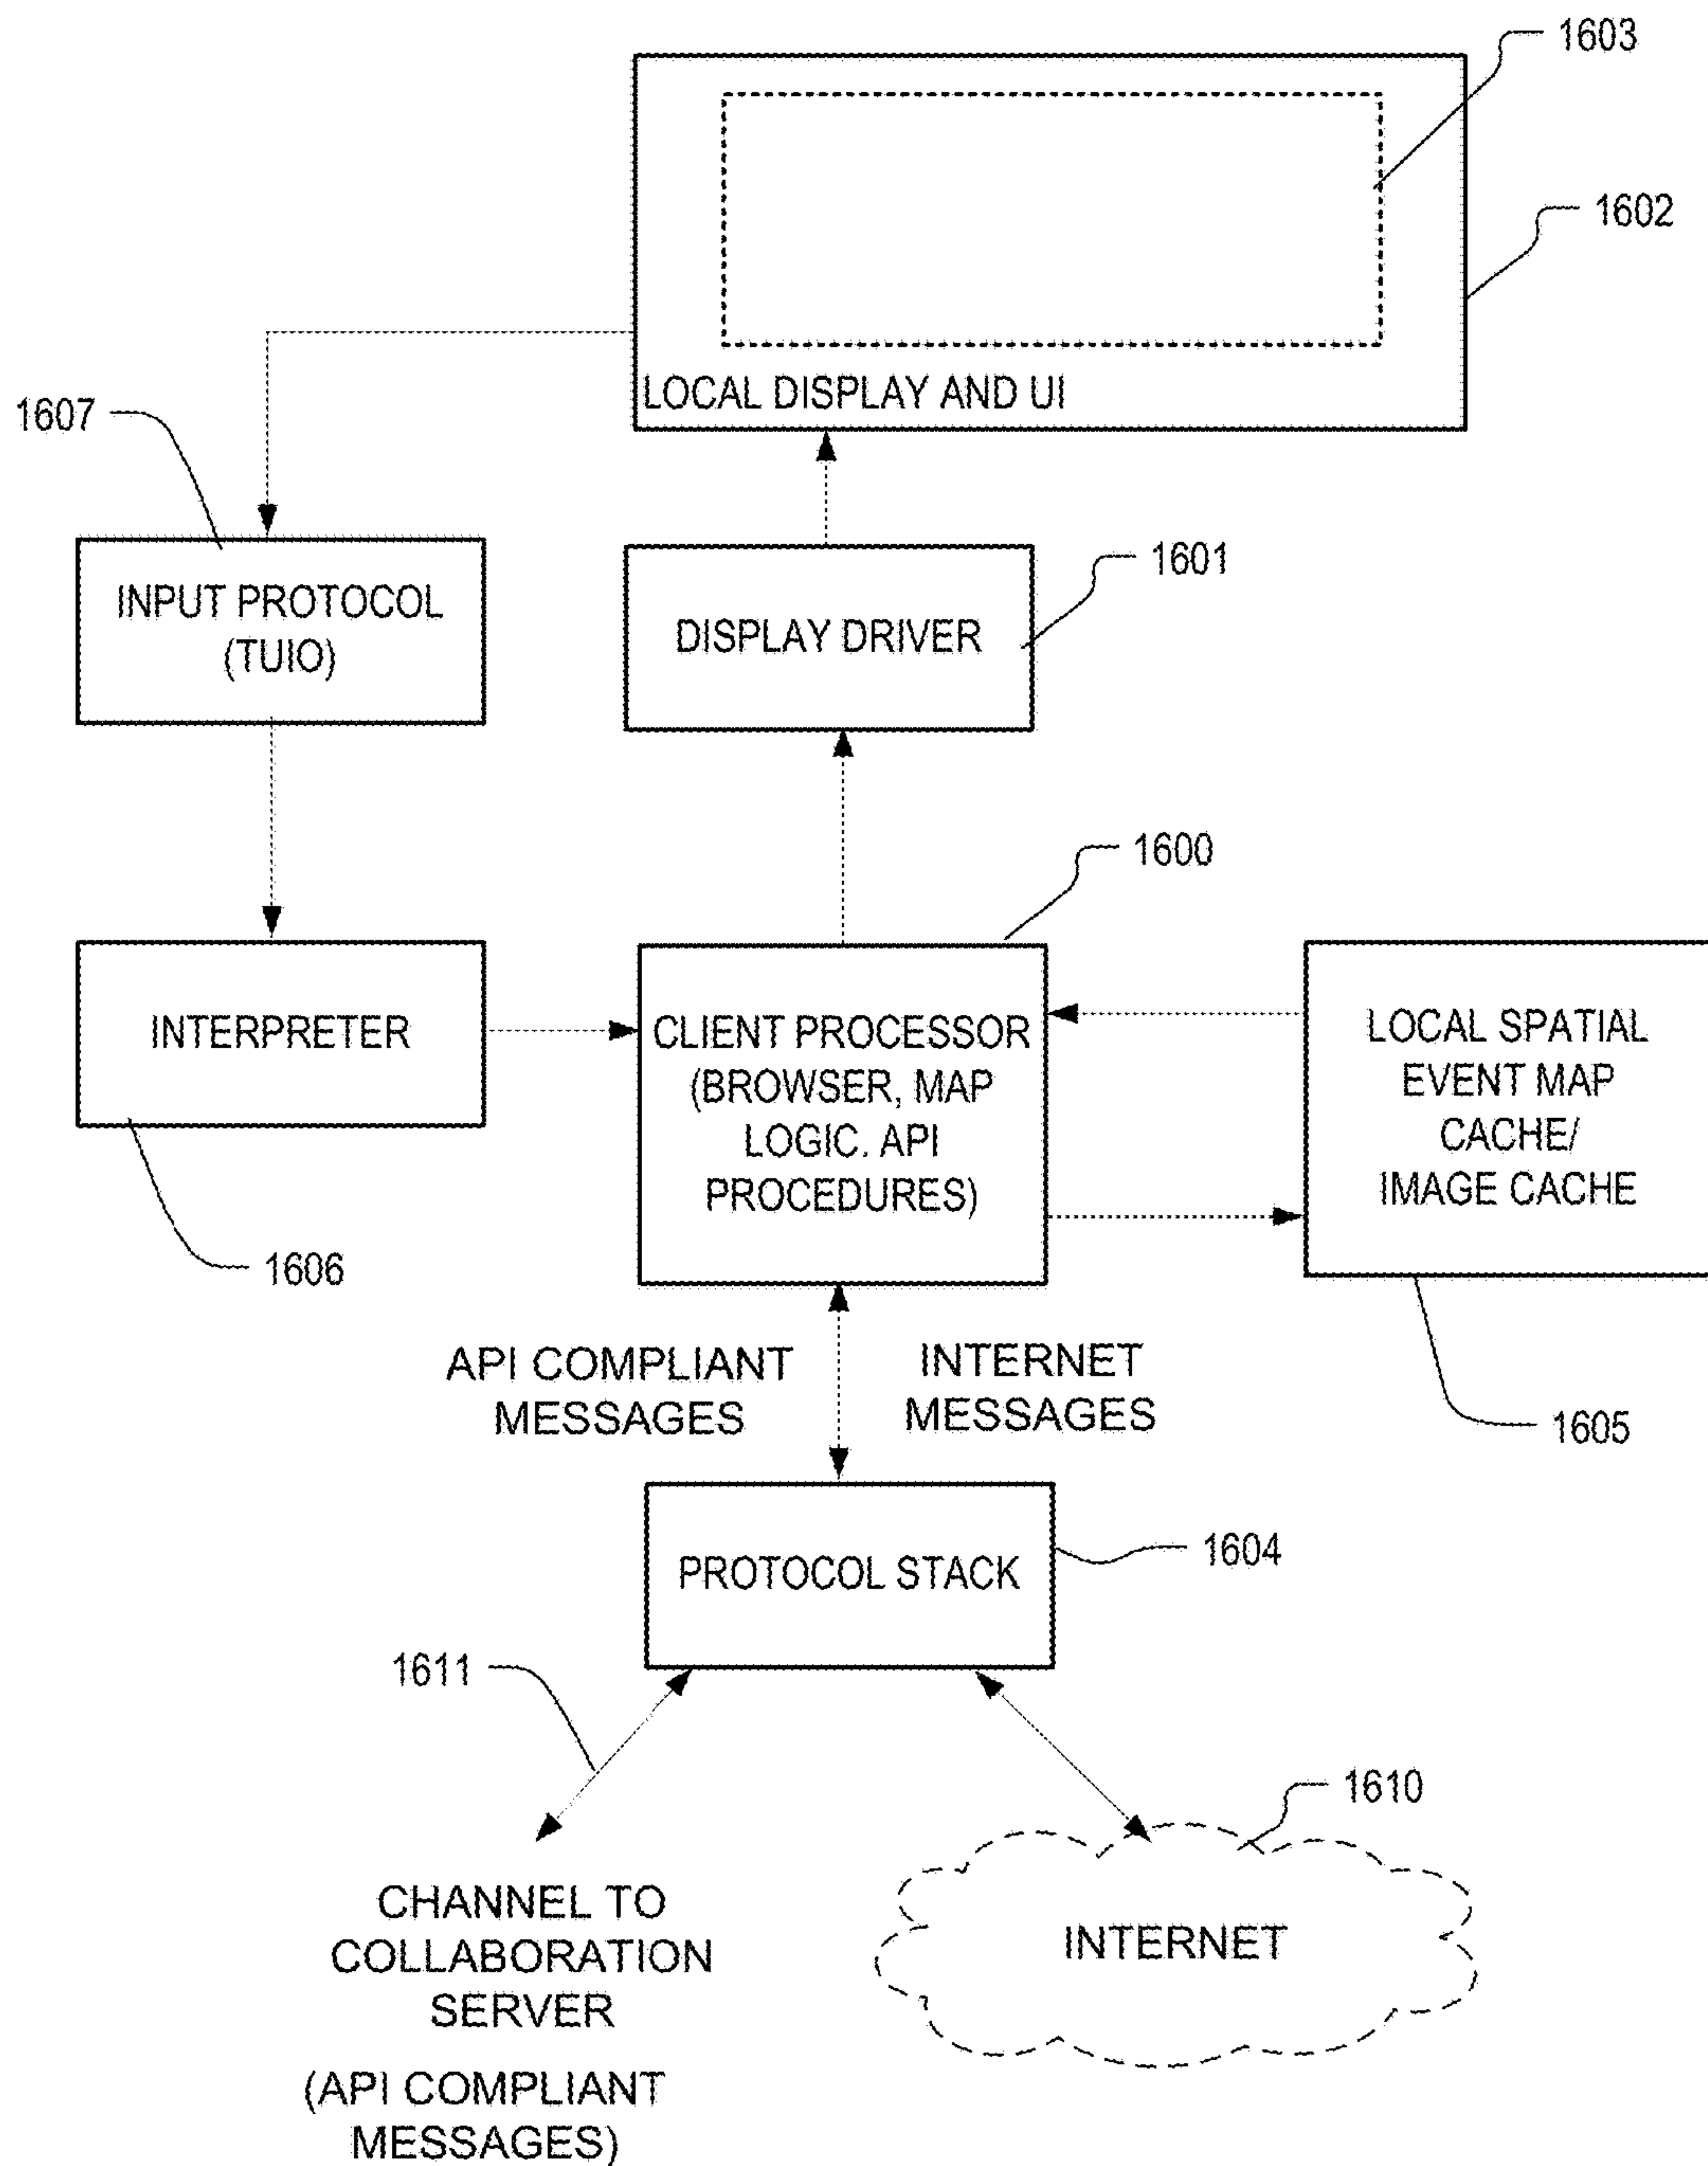 1603
1602
LOCAL DISPLAY AND UI
1607
INPUT PROTOCOL
(TUIO)
DISPLAY DRIVER
1601
1600
INTERPRETER
CLIENT PROCESSOR
(BROWSER, MAP
LOGIC. API
PROCEDURES)
LOCAL SPATIAL
EVENT MAP
CACHE/
IMAGE CACHE
1606
1605
API COMPLIANT
MESSAGES
INTERNET
MESSAGES
PROTOCOL STACK
1604
1611
1610
CHANNEL TO
COLLABORATION
SERVER
(API COMPLIANT
MESSAGES)
INTERNET